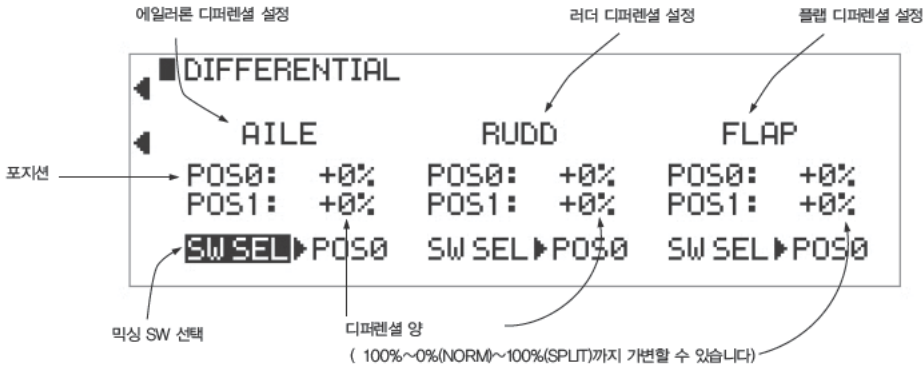 에일러론 디퍼렌셜 설정
러더 디퍼렌셜 설정
플랩 디퍼렌셜 설정
DIFFERENTIAL
AILE RUDD FLAP
포지션
POS0: +0% POS0: +0% POS0: +0%
POS1: +0% POS1: +0% POS1: +0%
SW SEL▶POS0 SW SEL▶POS0 SW SEL▶POS0
믹싱 SW 선택
디퍼렌셜 양
( 100%~0%(NORM)~100%(SPLIT)까지 가변할 수 있습니다)